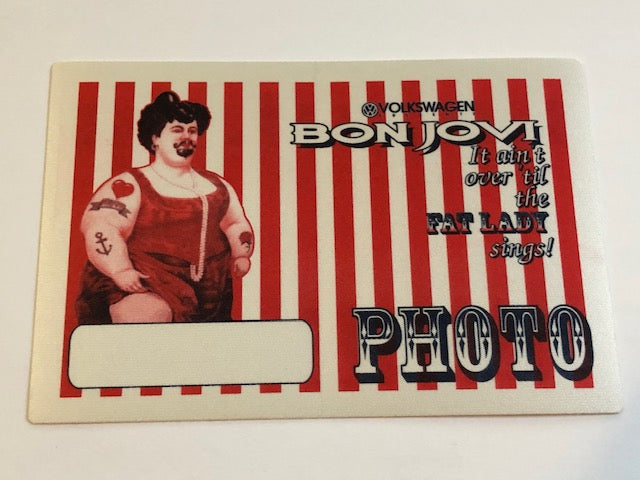 VOLKSWAGEN
BON JOVI
It ain't
over 'til
the
FAT LADY
sings!
PHOTO